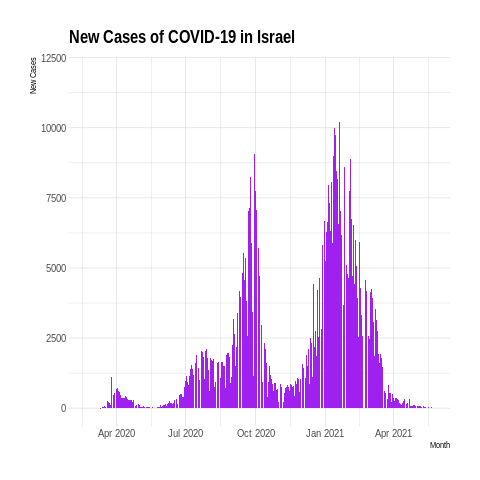 New Cases of COVID-19 in Israel
New Cases
12500
10000
7500
5000
2500
0
Apr 2020 Jul 2020 Oct 2020 Jan 2021 Apr 2021
Month